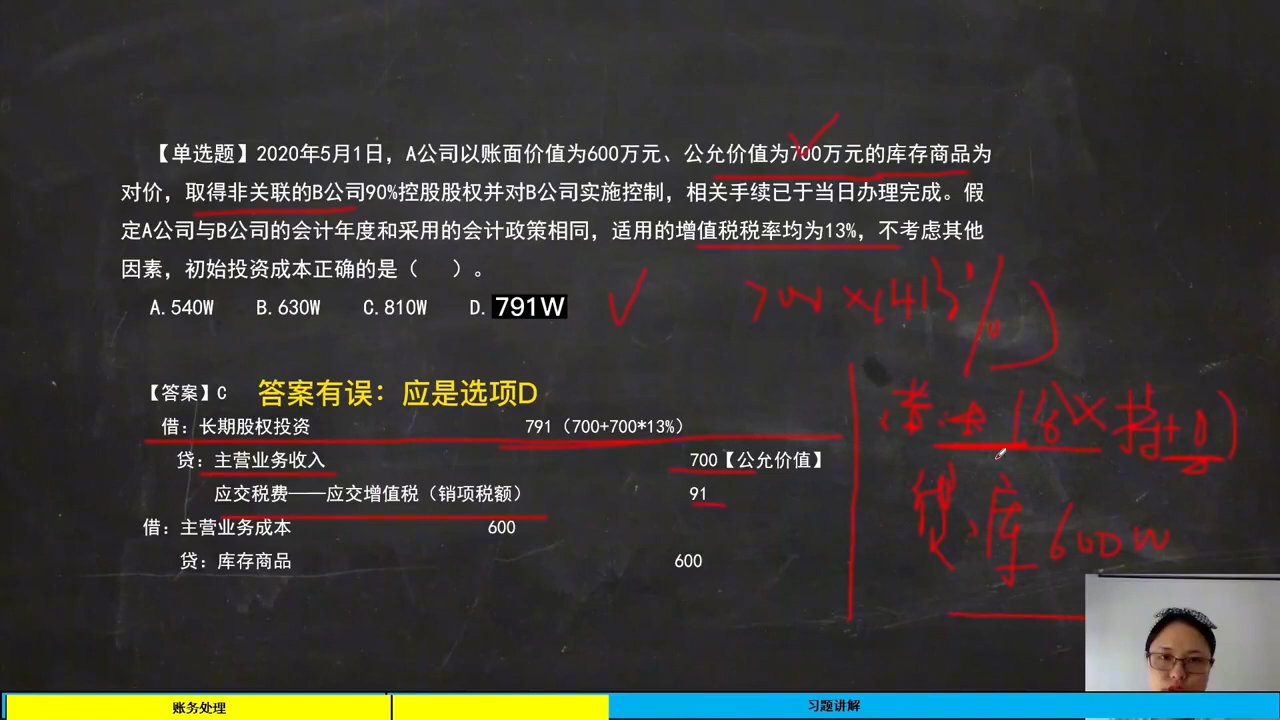 【单选题】2020年5月1日，A公司以账面价值为600万元、公允价值为700万元的库存商品为
对价，取得非关联的B公司90%控股股权并对B公司实施控制，相关手续已于当日办理完成。假
定A公司与B公司的会计年度和采用的会计政策相同，适用的增值税税率均为13%，不考虑其他
因素，初始投资成本正确的是（  ）。
A.540W B.630W C.810W D.791W
【答案】C 答案有误：应是选项D
借：长期股权投资 791（700+700*13%）
贷：主营业务收入 700【公允价值】
应交税费——应交增值税（销项税额） 91
借：主营业务成本 600
贷：库存商品 600
贷：库 600W
账务处理 习题讲解